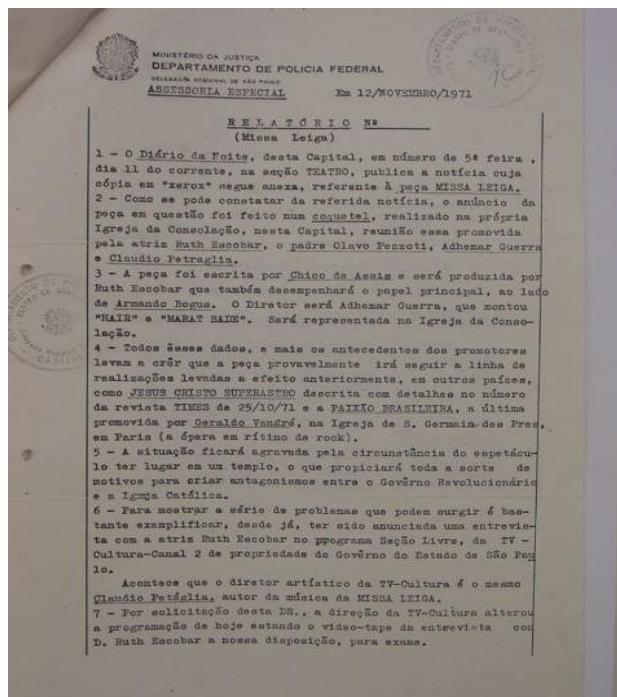 MINISTÉRIO DA JUSTIÇA
DEPARTAMENTO DE POLICIA FEDERAL
DELEGACIA REGIONAL DE SÃO PAULO
ASSESSORIA ESPECIAL Em 12/NOVEMBRO/1971
RELATÓRIO Nº
(Missa Leiga)
1 - O Diário da Noite, desta Capital, em número de 5ª feira ,
dia 11 do corrente, na seção TEATRO, publica a notícia cuja
cópia em "xerox" segue anexa, referente à peça MISSA LEIGA.
2 - Como se pode constatar da referida notícia, o anúncio da
peça em questão foi feito num coquetel, realizado na própria
Igreja da Consolação, nesta Capital, reunião essa promovida
pela atriz Ruth Escobar, o padre Olavo Pezzoti, Adhemar Guerra
e Claudio Petraglia.
3 - A peça foi escrita por Chico de Assis e será produzida por
Ruth Escobar que também desempenhará o papel principal, ao lado
de Armando Bogus. O Diretor será Adhemar Guerra, que montou
"HAIR" e "MARAT SADE". Será representada na Igreja da Conso-
lação.
4 - Todos êsses dados, e mais os antecedentes dos promotores
levam a crêr que a peça provavelmente irá seguir a linha de
realizações levadas a efeito anteriormente, em outros países,
como JESUS CRISTO SUPERASTRO descrita com detalhes no número
da revista TIMES de 25/10/71 e a PAIXÃO BRASILEIRA, a última
promovida por Geraldo Vandré, na Igreja de S. Germain des Pres,
em Paris (a ópera em rítimo de rock).
5 - A situação ficará agravada pela circunstância do espetácu-
lo ter lugar em um templo, o que propiciará toda a sorte de
motivos para criar antagonismos entre o Govêrno Revolucionário
e a Igreja Católica.
6 - Para mostrar a série de problemas que podem surgir é bas-
tante exemplificar, desde já, ter sido anunciada uma entrevis-
ta com a atriz Ruth Escobar no programa Seção Livre, da TV -
Cultura-Canal 2 de propriedade do Govêrno do Estado de São Pau
lo.
Acontece que o diretor artístico da TV-Cultura é o mesmo
Claudio Petáglia, autor da música da MISSA LEIGA.
7 - Por solicitação desta DR., a direção da TV-Cultura alterou
a programação de hoje estando o video-tape da entrevista com
D. Ruth Escobar a nossa disposição, para exame.